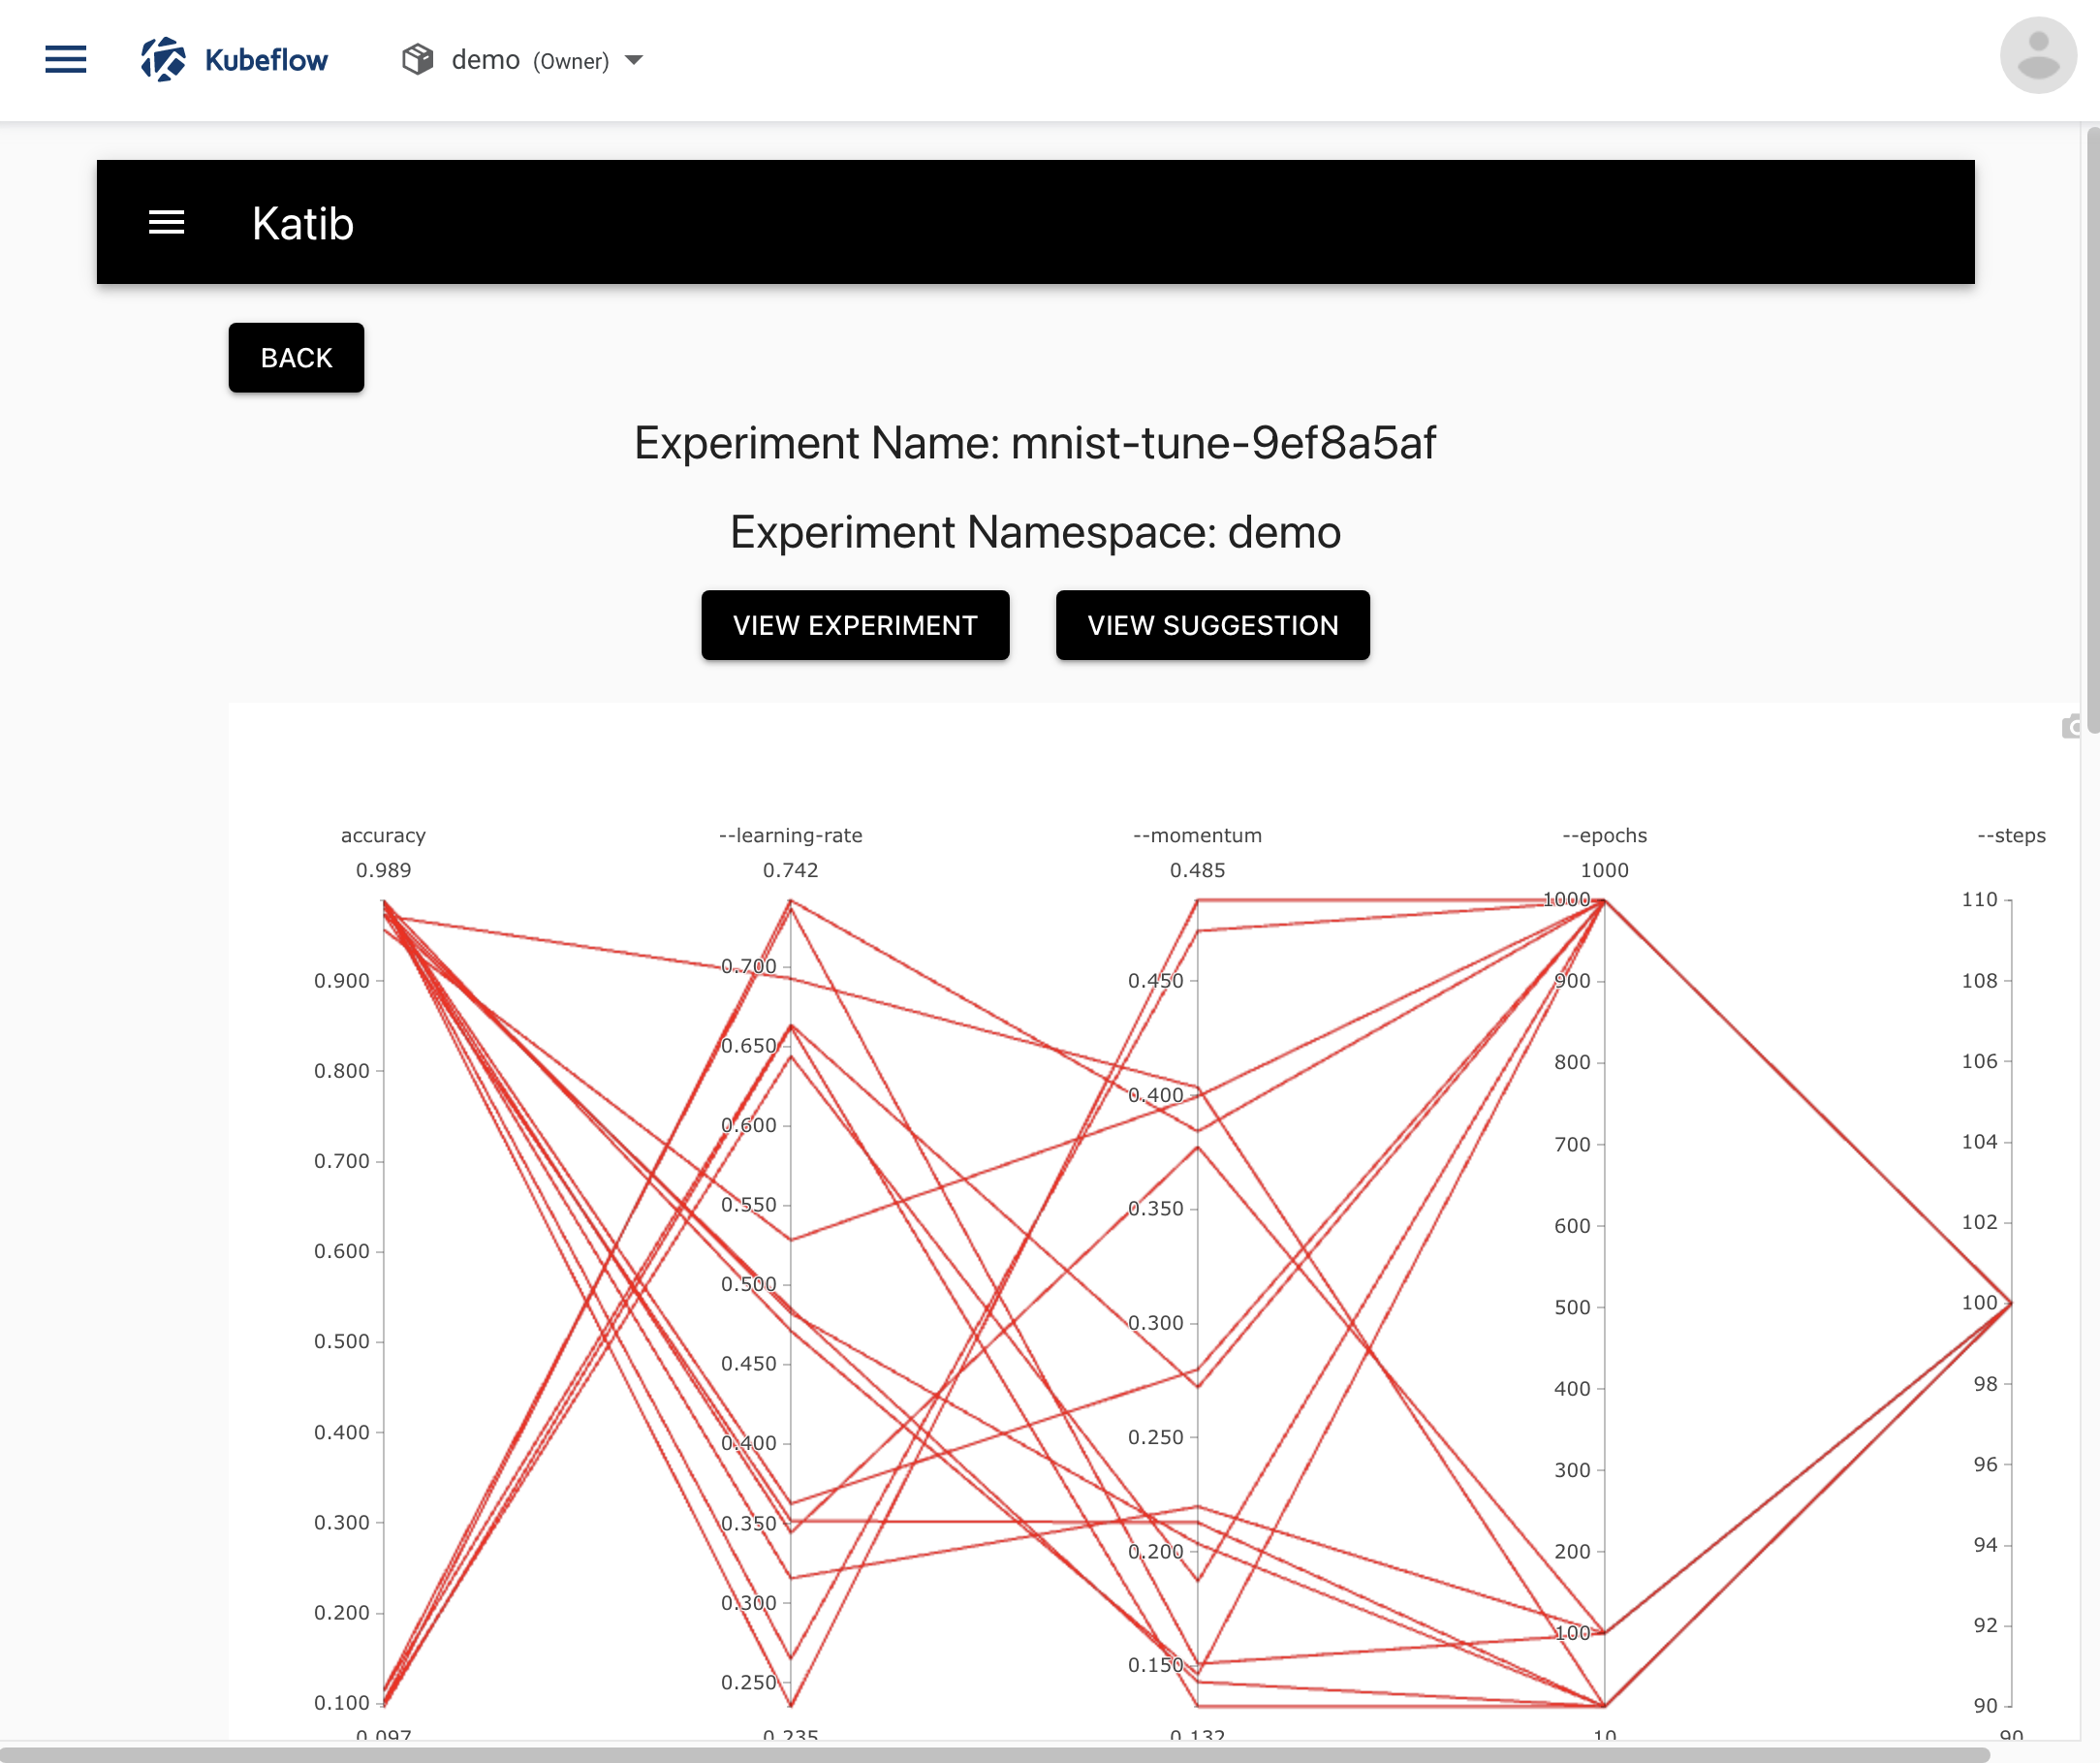 Kubeflow demo (Owner)
Katib
BACK
Experiment Name: mnist-tune-9ef8a5af
Experiment Namespace: demo
VIEW EXPERIMENT VIEW SUGGESTION
accuracy --learning-rate --momentum --epochs --steps
0.989 0.742 0.485 1000
1000 110
0.700
0.900 0.450 900 108
0.650
0.800 0.400 800 106
0.600
0.700 0.350 700 104
0.550
0.600 0.300 600 102
0.500
0.500 0.250 500 100
0.450
0.400 0.200 400 98
0.400
0.300 0.150 300 96
0.350
0.200 200 94
0.300
100 92
0.250
0.100 90
0.097 0.235 0.132 10 90